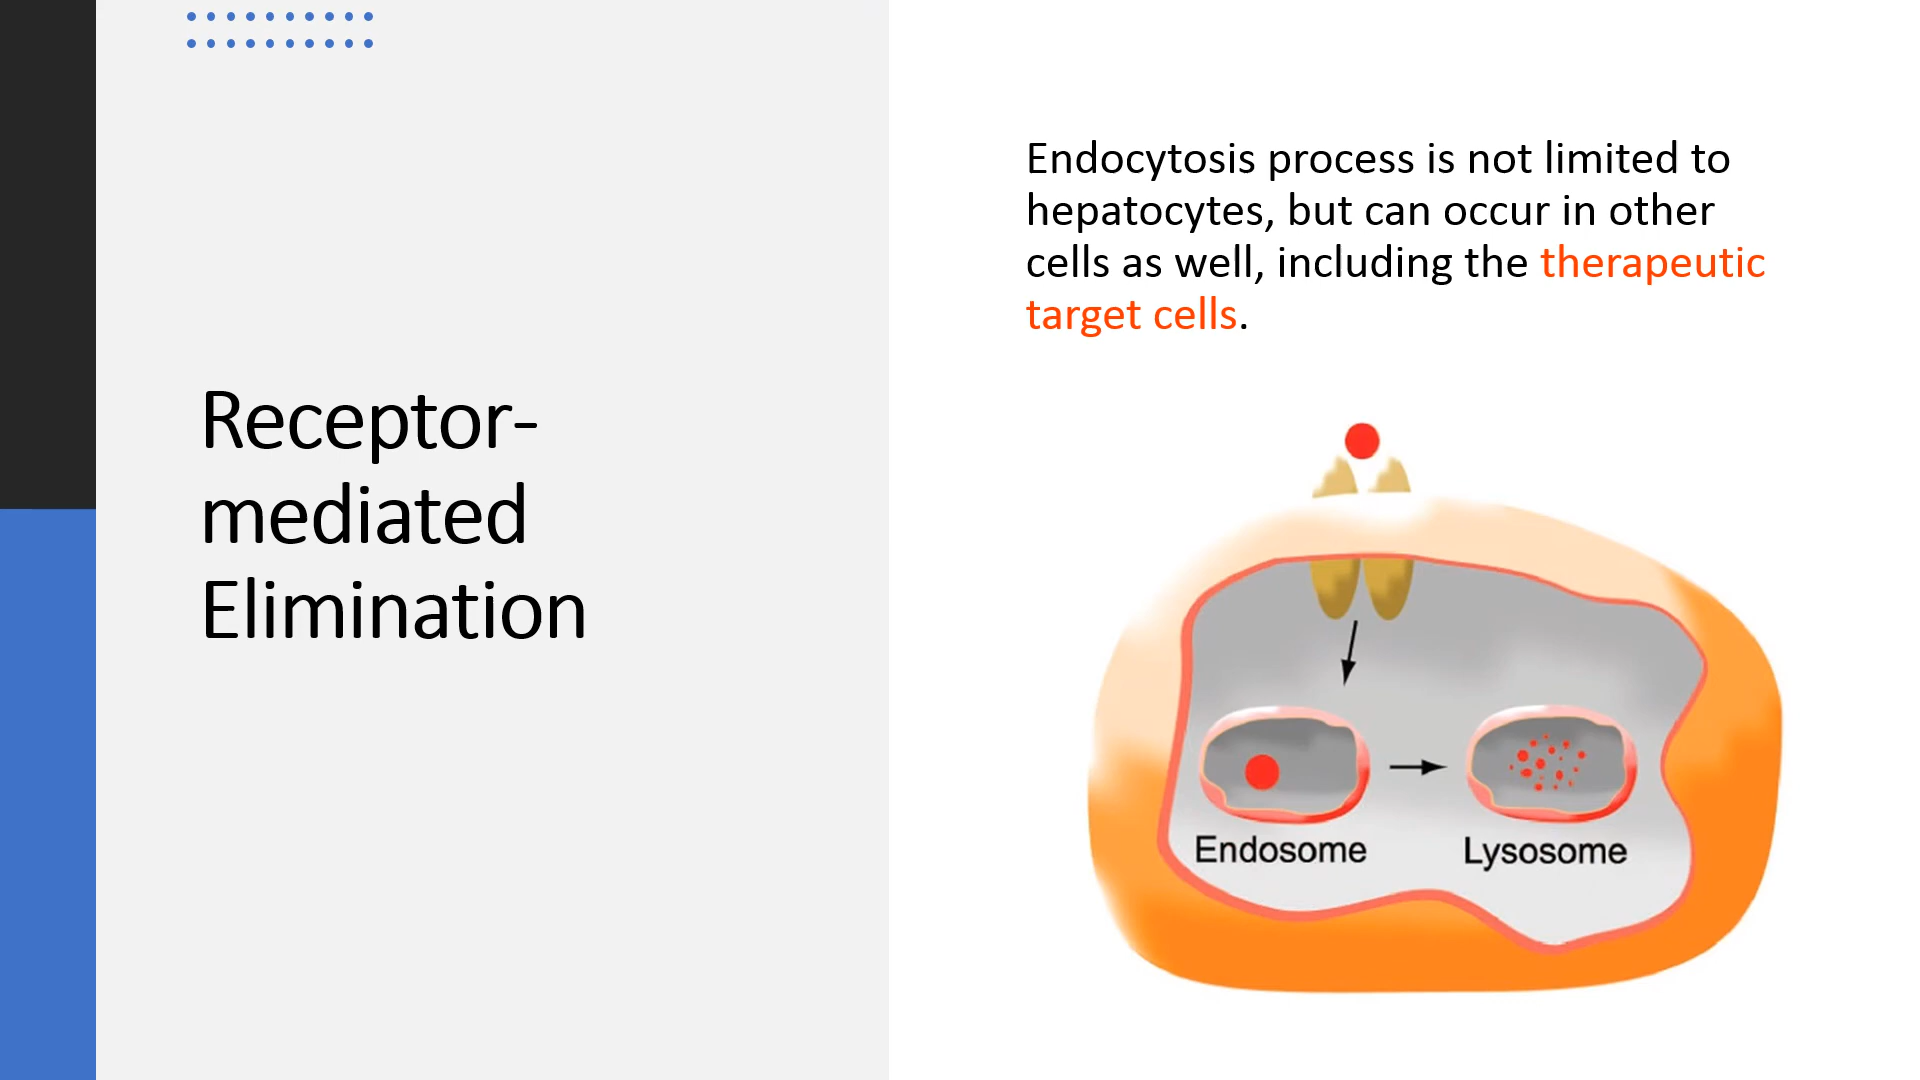 Receptor-
mediated
Elimination
Endocytosis process is not limited to
hepatocytes, but can occur in other
cells as well, including the therapeutic
target cells.
Endosome
Lysosome